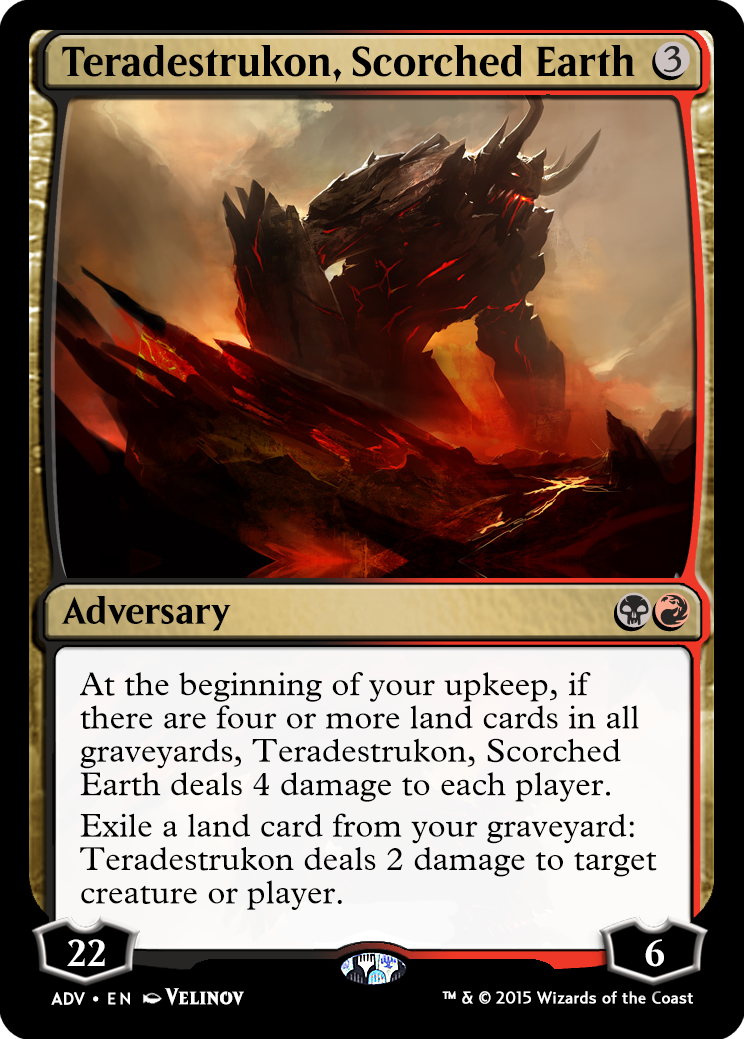 Teradestrukon, Scorched Earth 3
Adversary
At the beginning of your upkeep, if
there are four or more land cards in all
graveyards, Teradestrukon, Scorched
Earth deals 4 damage to each player.
Exile a land card from your graveyard:
Teradestrukon deals 2 damage to target
creature or player.
22
6
ADV • EN VELINOV
™ & © 2015 Wizards of the Coast